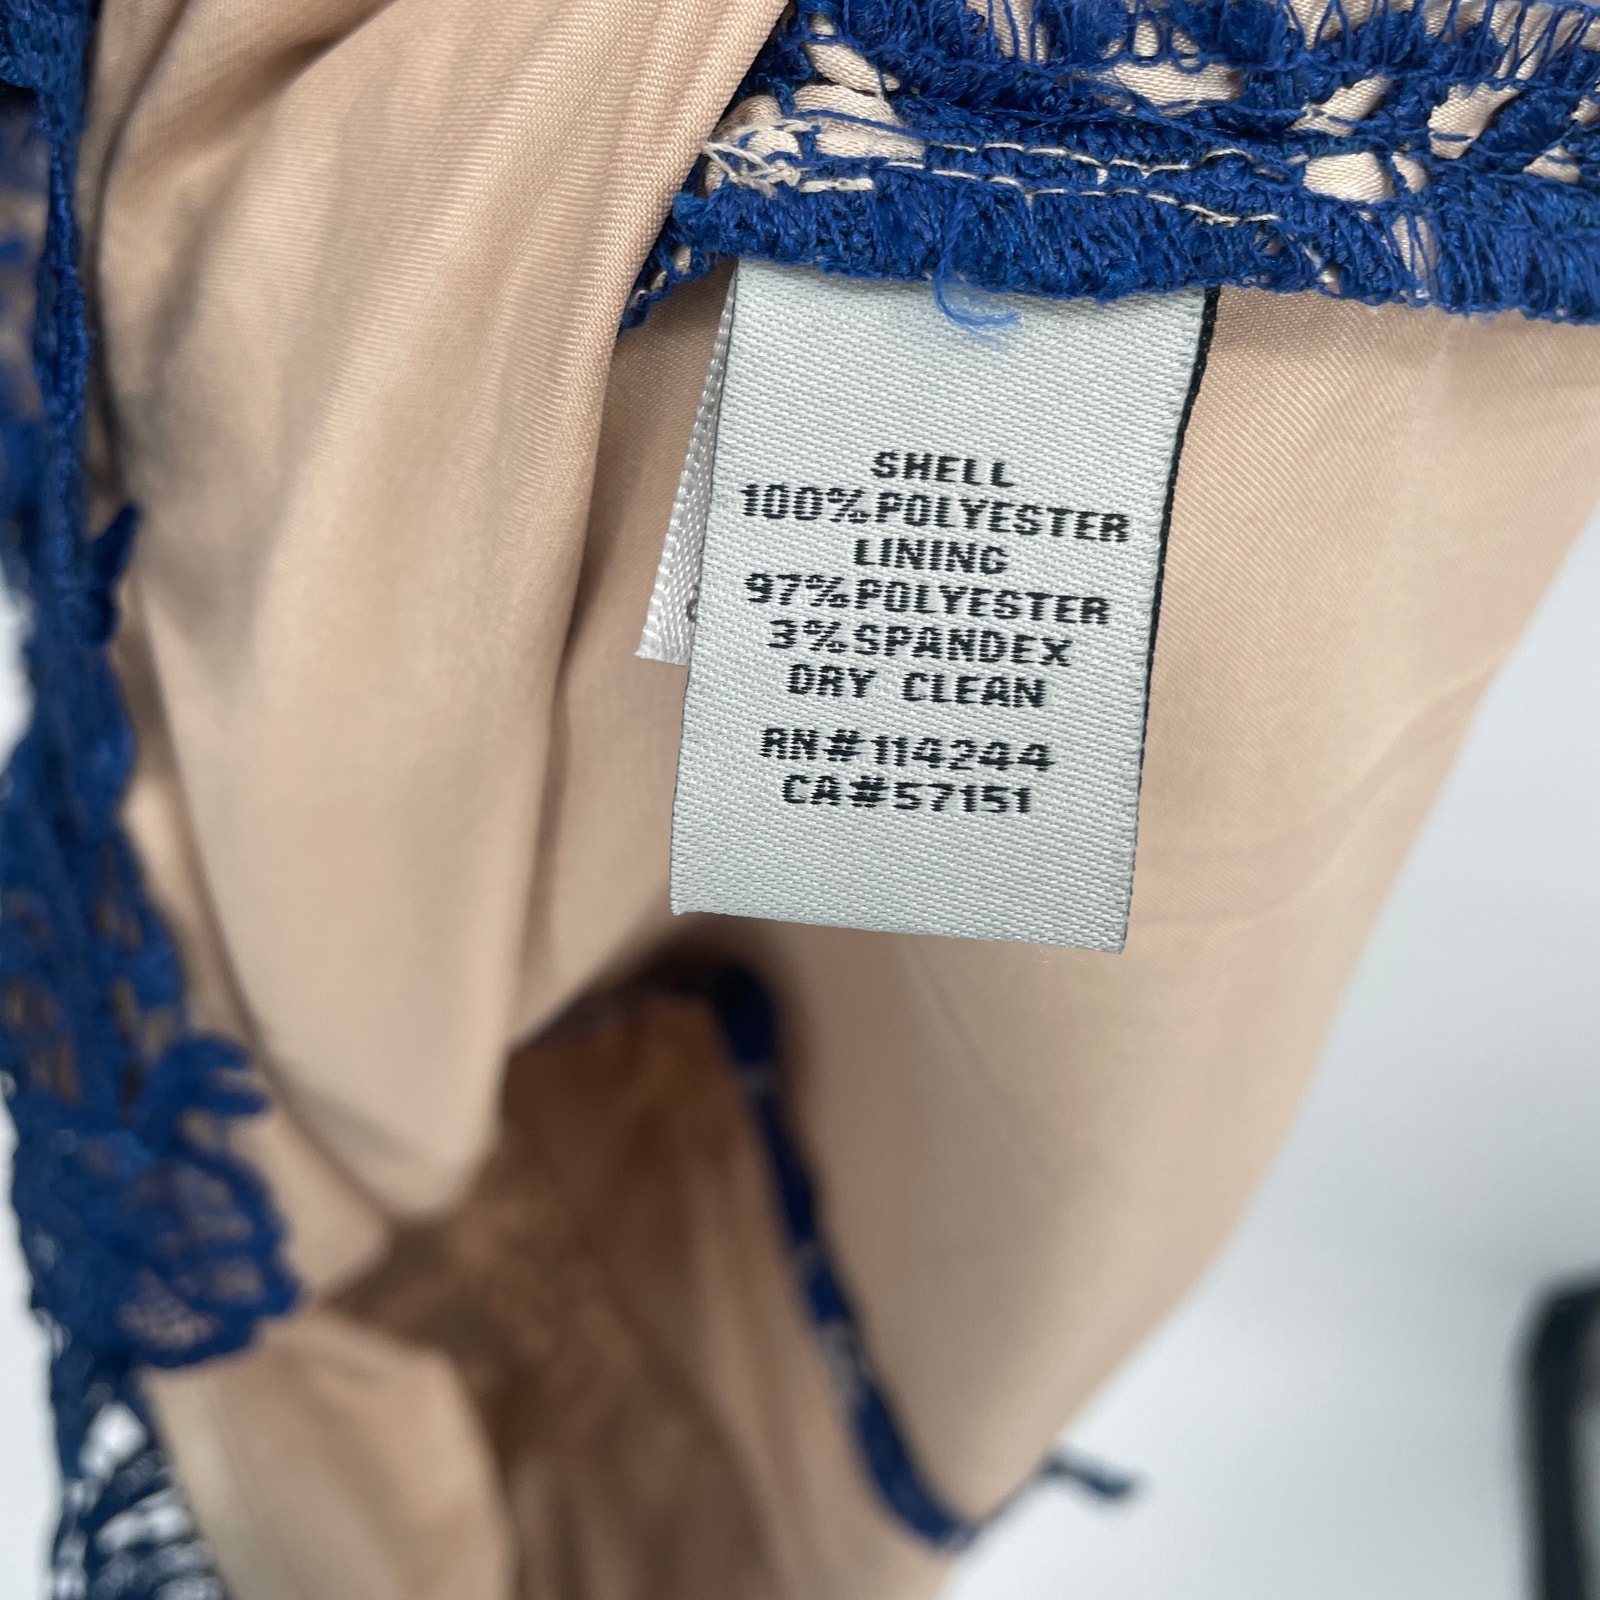 SHELL
100%POLYESTER
LINING
97%POLYESTER
3%SPANDEX
DRY CLEAN
RN#114244
CA#57151